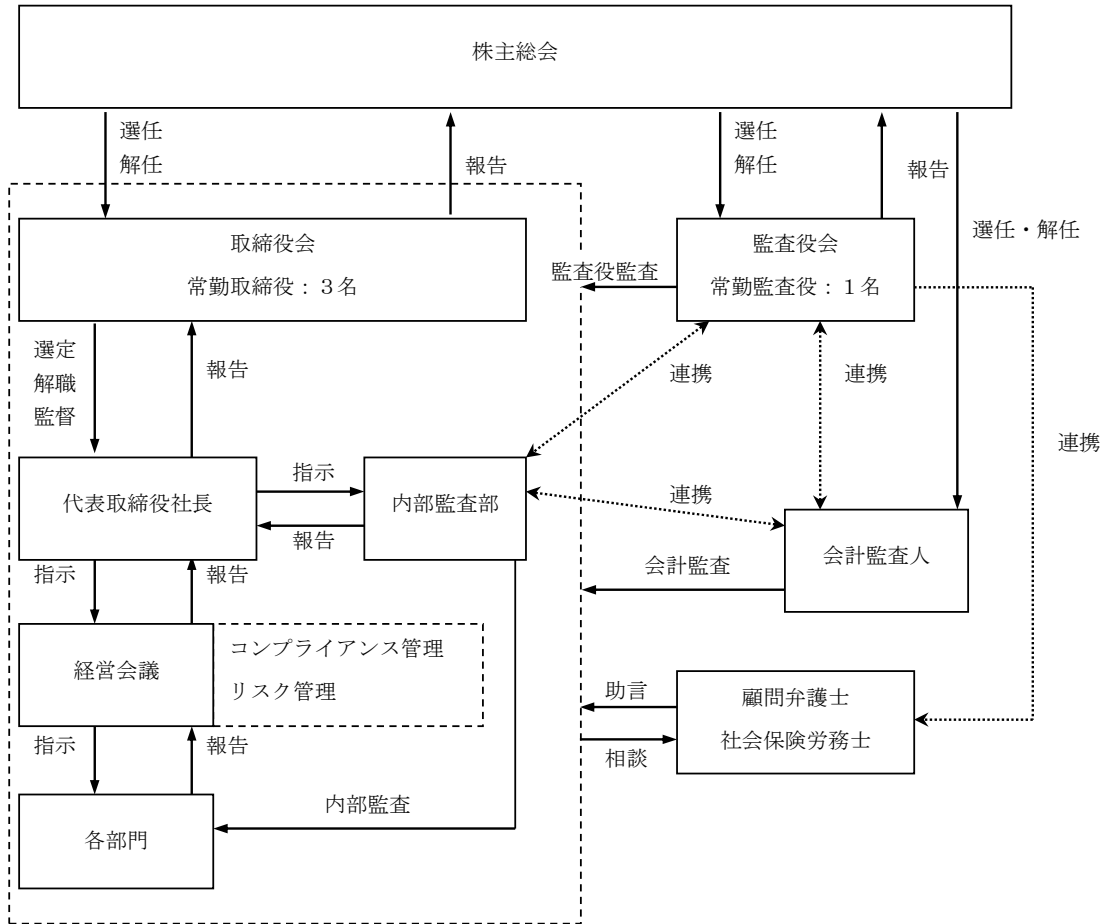 株主総会
選任
解任
報告
選任
解任
報告
選任・解任
取締役会
常勤取締役：３名
監査役監査
監査役会
常勤監査役：１名
選定
解職
監督
報告
連携
連携
連携
代表取締役社長
指示
報告
内部監査部
連携
会計監査人
会計監査
指示
報告
経営会議
コンプライアンス管理
リスク管理
助言
相談
顧問弁護士
社会保険労務士
指示
報告
内部監査
各部門